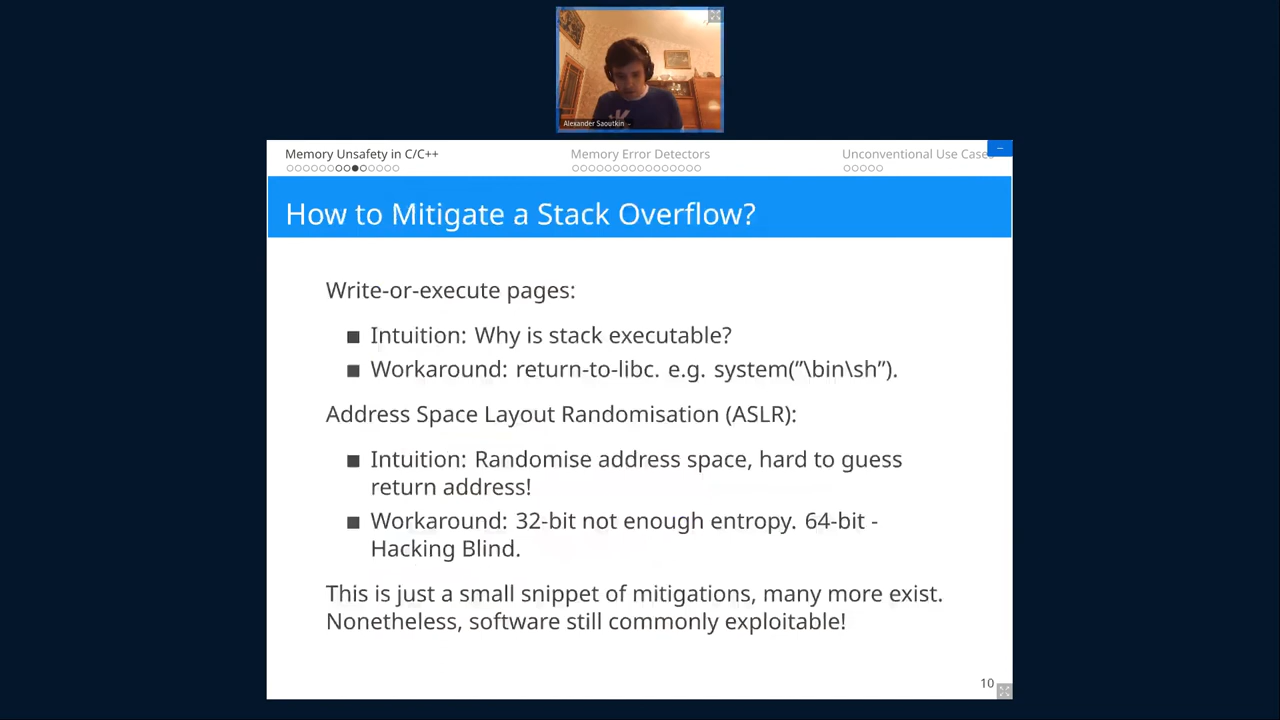 Alexander Saoutkin
Memory Unsafety in C/C++
Memory Error Detectors
Unconventional Use Cases
How to Mitigate a Stack Overflow?
Write-or-execute pages:
Intuition: Why is stack executable?
Workaround: return-to-libc. e.g. system(”\bin\sh”).
Address Space Layout Randomisation (ASLR):
Intuition: Randomise address space, hard to guess
return address!
Workaround: 32-bit not enough entropy. 64-bit -
Hacking Blind.
This is just a small snippet of mitigations, many more exist.
Nonetheless, software still commonly exploitable!
10